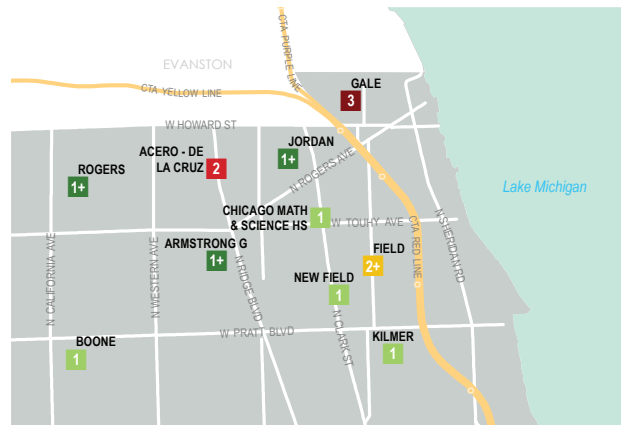 CTA PURPLE LINE
EVANSTON
CTA YELLOW LINE
GALE
3
W HOWARD ST
ACERO - DE
LA CRUZ
2
JORDAN
1+
N ROGERS AVE
ROGERS
1+
Lake Michigan
CHICAGO MATH
& SCIENCE HS
1
W TOUHY AVE
CTA RED LINE
N SHERIDAN RD
ARMSTRONG G
1+
FIELD
2+
N CALIFORNIA AVE
N WESTERN AVE
N RIDGE BLVD
NEW FIELD
1
N CLARK ST
W PRATT BLVD
BOONE
1
KILMER
1